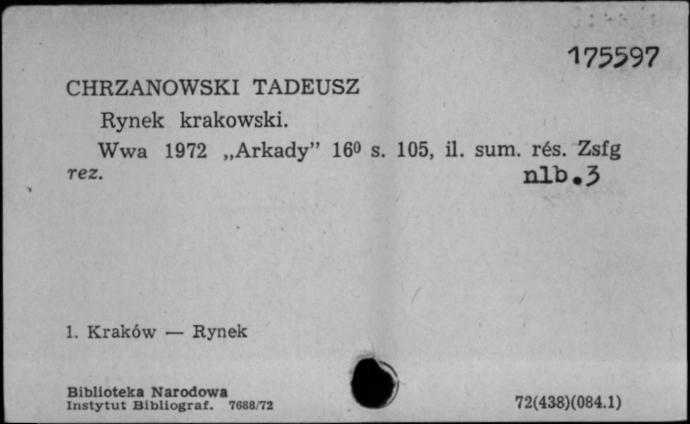 175597
CHRZANOWSKI TADEUSZ
Rynek krakowski.
Wwa 1972 „Arkady” 16⁰ s. 105, il. sum. rés. Zsfg
rez. nlb.3
1. Kraków — Rynek
Biblioteka Narodowa
Instytut Bibliograf. 7688/72 72(438)(084.1)